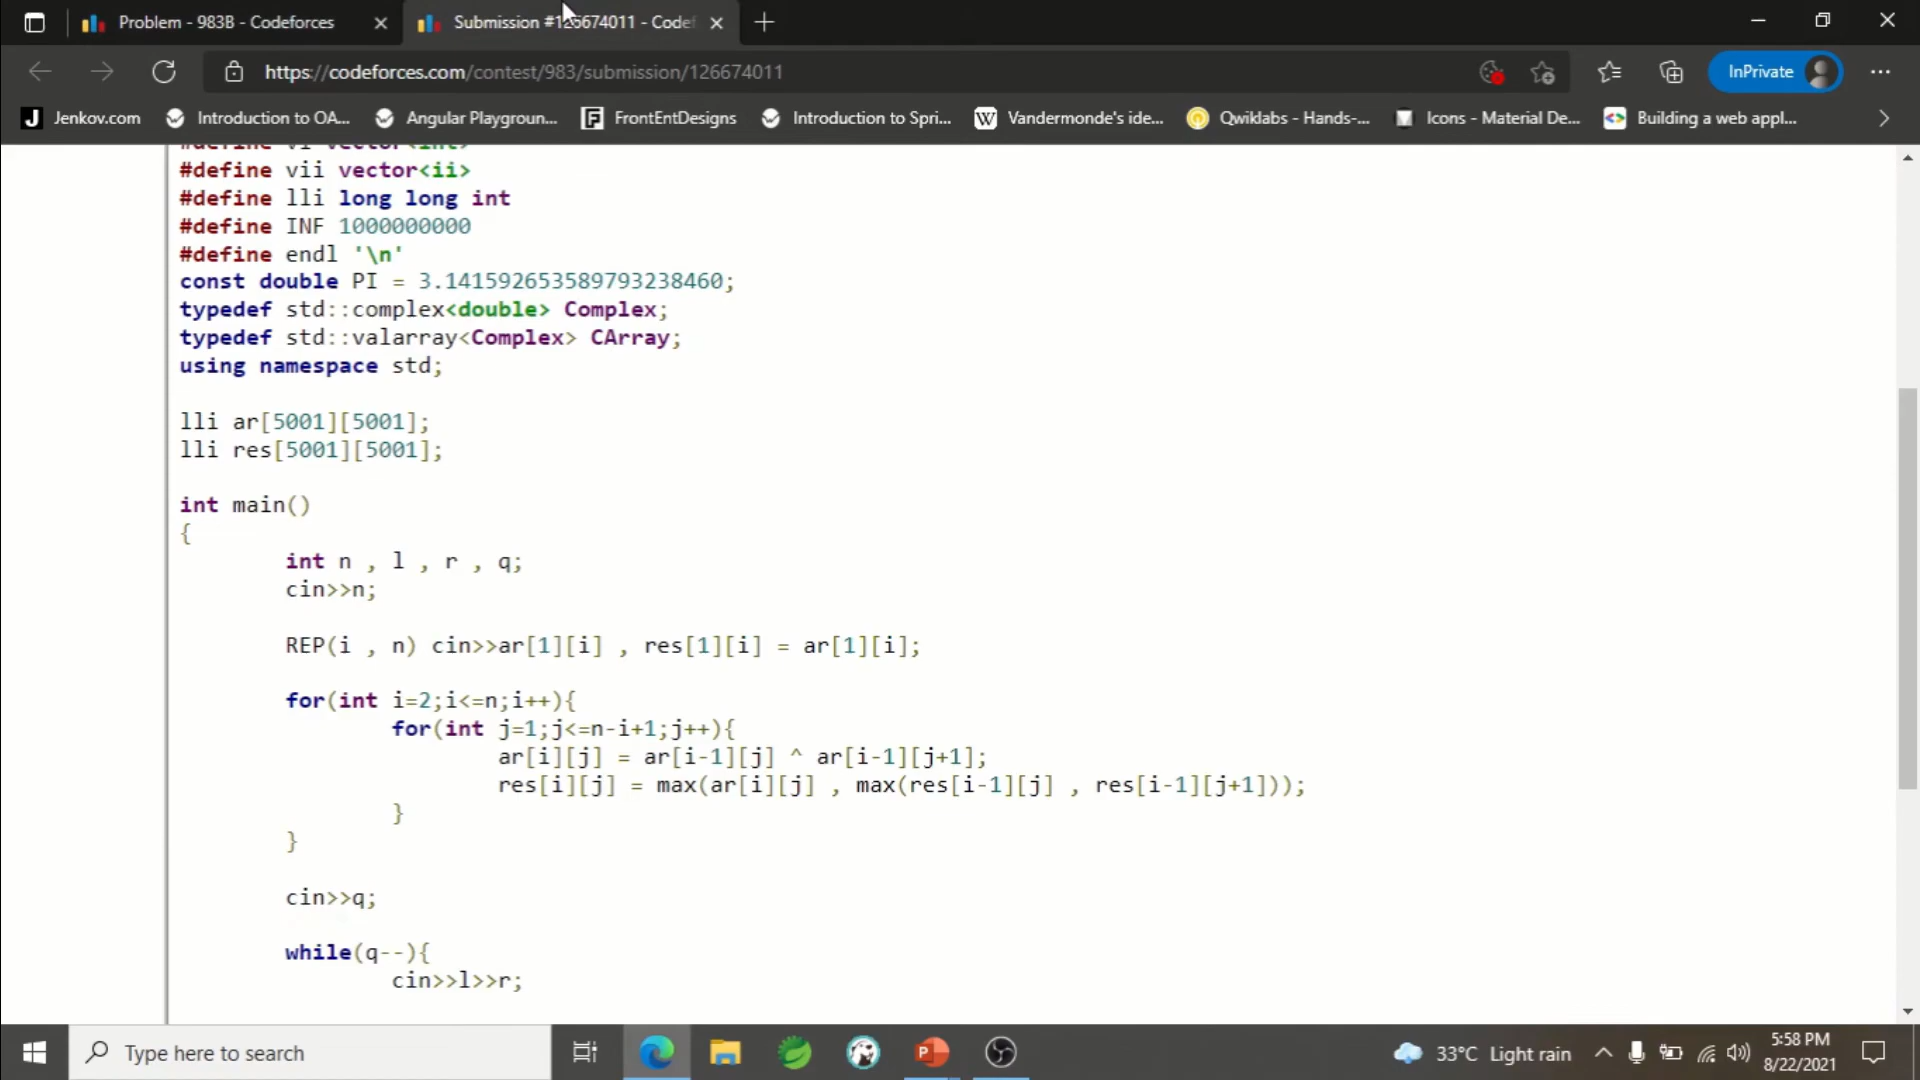 Problem - 983B - Codeforces
Submission #126674011 - Codef
https://codeforces.com/contest/983/submission/126674011
InPrivate
Jenkov.com
Introduction to OA...
Angular Playgroun...
FrontEntDesigns
Introduction to Spri...
Vandermonde's ide...
Qwiklabs - Hands-...
Icons - Material De...
Building a web appl...
#define vi vector<int>
#define vii vector<ii>
#define lli long long int
#define INF 1000000000
#define endl '\n'
const double PI = 3.141592653589793238460;
typedef std::complex<double> Complex;
typedef std::valarray<Complex> CArray;
using namespace std;
lli ar[5001][5001];
lli res[5001][5001];
int main()
{
int n , l , r , q;
cin>>n;
REP(i , n) cin>>ar[1][i] , res[1][i] = ar[1][i];
for(int i=2;i<=n;i++){
for(int j=1;j<=n-i+1;j++){
ar[i][j] = ar[i-1][j] ^ ar[i-1][j+1];
res[i][j] = max(ar[i][j] , max(res[i-1][j] , res[i-1][j+1]));
}
}
cin>>q;
while(q--){
cin>>l>>r;
Type here to search
33°C Light rain
5:58 PM
8/22/2021